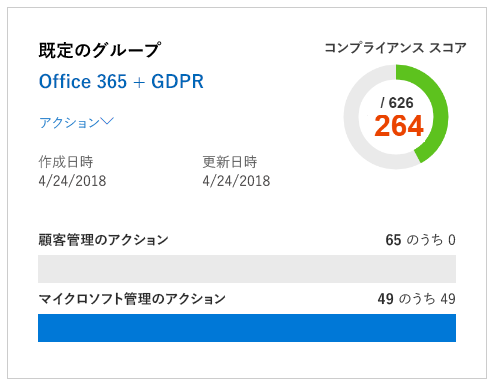 既定のグループ
コンプライアンス スコア
Office 365 + GDPR
/ 626
264
アクション
作成日時
更新日時
4/24/2018
4/24/2018
顧客管理のアクション
65 のうち 0
マイクロソフト管理のアクション
49 のうち 49